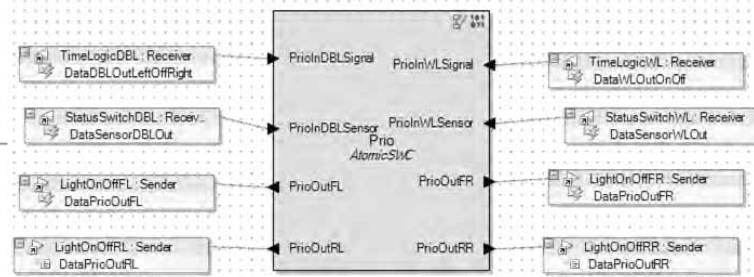 TimeLogicDBL : Receiver
DataDBLOutLeftOffRight
StatusSwitchDBL : Receiv...
DataSensorDBLOut
LightOnOffFL : Sender
DataPrioOutFL
LightOnOffRL : Sender
DataPrioOutRL
PrioInDBLSignal
PrioInWLSignal
PrioInDBLSensor
PrioInWLSensor
Prio
AtomicSWC
PrioOutFL
PrioOutFR
PrioOutRL
PrioOutRR
TimeLogicWL : Receiver
DataWLOutOnOff
StatusSwitchWL : Receiver
DataSensorWLOut
LightOnOffFR : Sender
DataPrioOutFR
LightOnOffRR : Sender
DataPrioOutRR